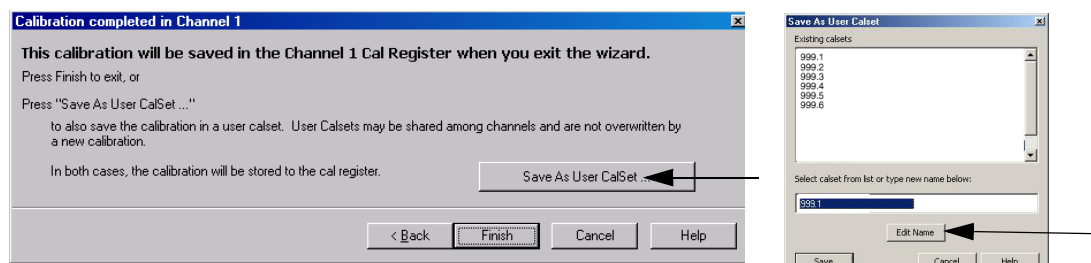 Calibration completed in Channel 1
This calibration will be saved in the Channel 1 Cal Register when you exit the wizard.
Press Finish to exit, or
Press "Save As User CalSet ..."
to also save the calibration in a user calset. User Calsets may be shared among channels and are not overwritten by
a new calibration.
In both cases, the calibration will be stored to the cal register.
Save As User CalSet ...
< Back
Finish
Cancel
Help
Save As User Calset
Existing calsets
999.1
999.2
999.3
999.4
999.5
999.6
Select calset from list or type new name below:
999.1
Edit Name
Save
Cancel
Help